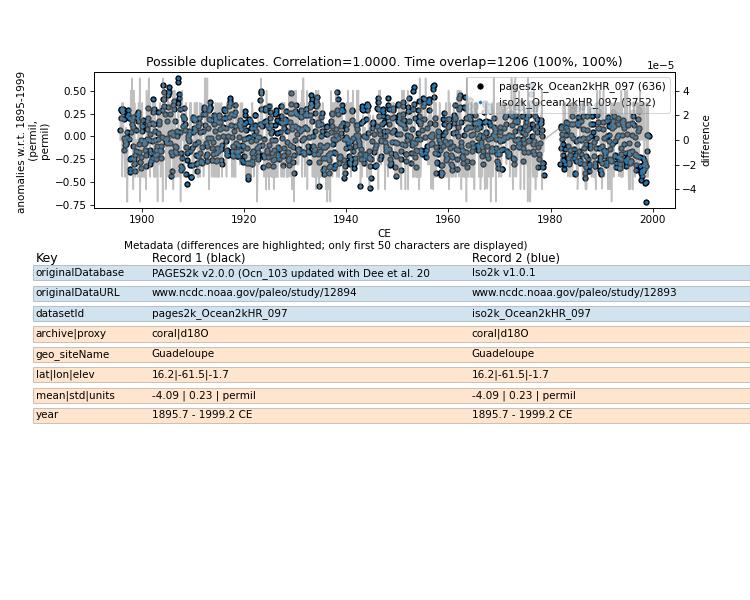 Possible duplicates. Correlation=1.0000. Time overlap=1206 (100%, 100%)
1e−5
pages2k_Ocean2kHR_097 (636)
iso2k_Ocean2kHR_097 (3752)
anomalies w.r.t. 1895-1999
(permil,
permil)
0.50
0.25
0.00
−0.25
−0.50
−0.75
4
2
0
−2
−4
difference
1900
1920
1940
1960
1980
2000
CE
Metadata (differences are highlighted; only first 50 characters are displayed)
Key Record 1 (black) Record 2 (blue)
originalDatabase PAGES2k v2.0.0 (Ocn_103 updated with Dee et al. 20 Iso2k v1.0.1
originalDataURL www.ncdc.noaa.gov/paleo/study/12894 www.ncdc.noaa.gov/paleo/study/12893
datasetId pages2k_Ocean2kHR_097 iso2k_Ocean2kHR_097
archive|proxy coral|d18O coral|d18O
geo_siteName Guadeloupe Guadeloupe
lat|lon|elev 16.2|-61.5|-1.7 16.2|-61.5|-1.7
mean|std|units -4.09 | 0.23 | permil -4.09 | 0.23 | permil
year 1895.7 - 1999.2 CE 1895.7 - 1999.2 CE